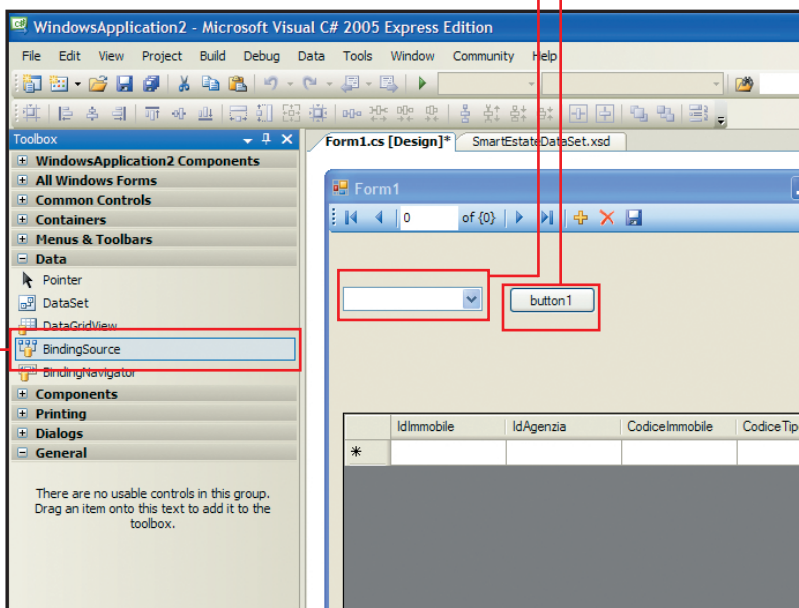 WindowsApplication2 - Microsoft Visual C# 2005 Express Edition
File Edit View Project Build Debug Data Tools Window Community Help
Toolbox
Form1.cs [Design]* SmartEstateDataSet.xsd
WindowsApplication2 Components
All Windows Forms
Common Controls
Containers
Menus & Toolbars
Data
Pointer
DataSet
DataGridView
BindingSource
BindingNavigator
Components
Printing
Dialogs
General
There are no usable controls in this group.
Drag an item onto this text to add it to the
toolbox.
Form1
0 of {0}
button1
IdImmobile IdAgenzia CodiceImmobile CodiceTip